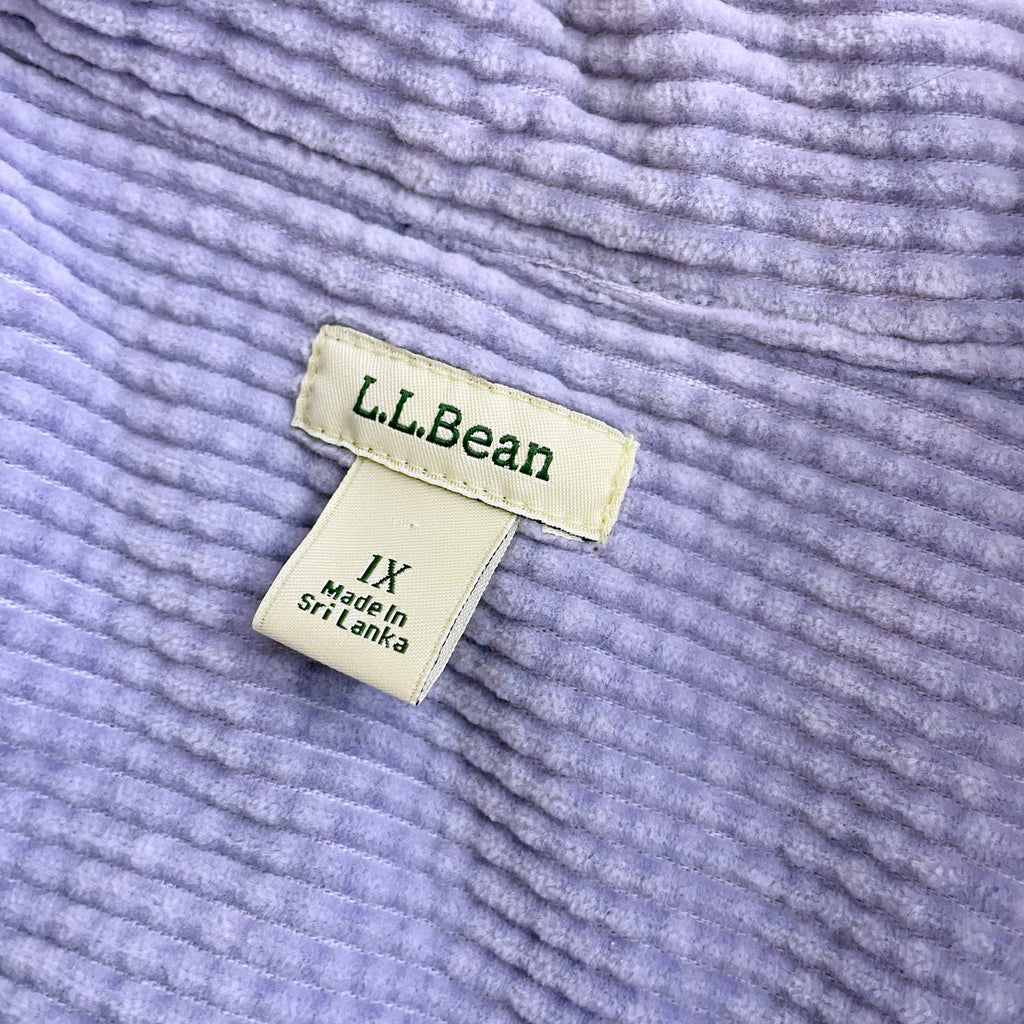 L.L.Bean
1X
Made In
Sri Lanka